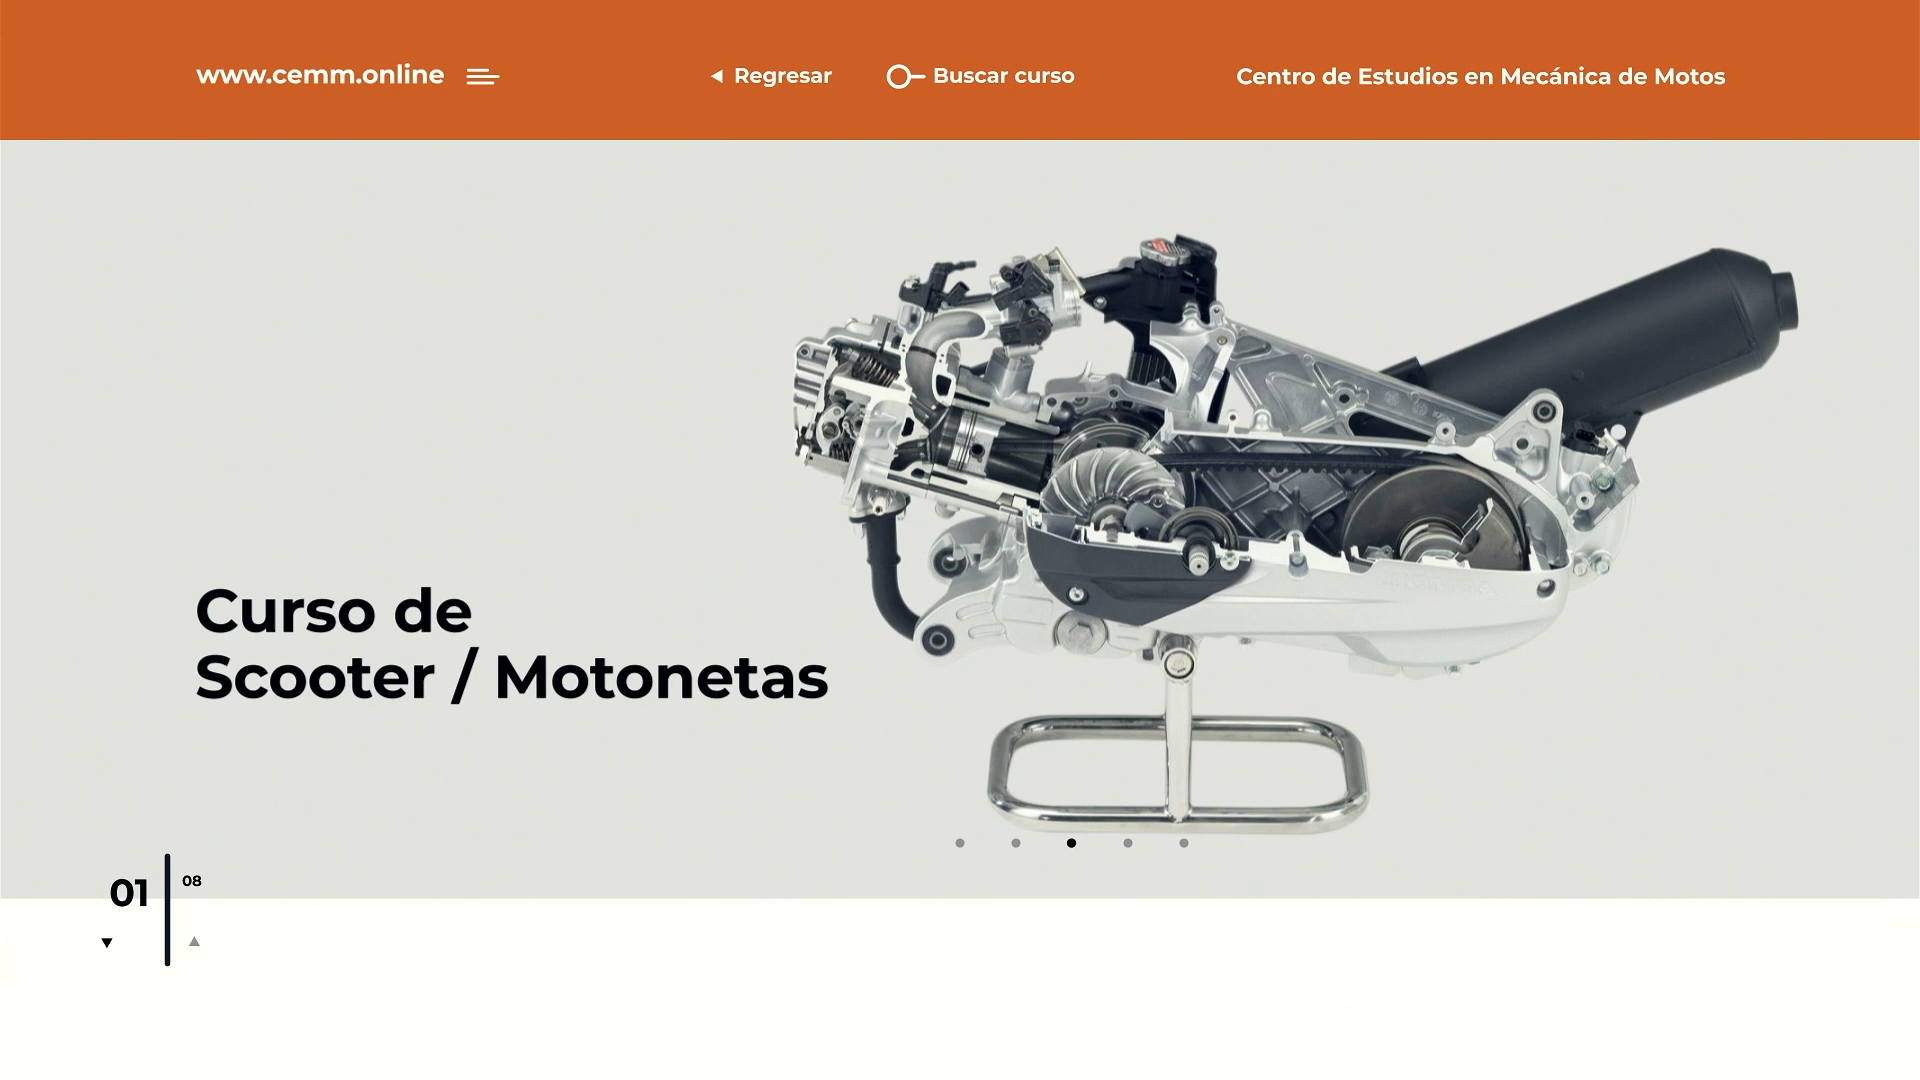 www.cemm.online
Regresar
Buscar curso
Centro de Estudios en Mecánica de Motos
Curso de
Scooter / Motonetas
01
08